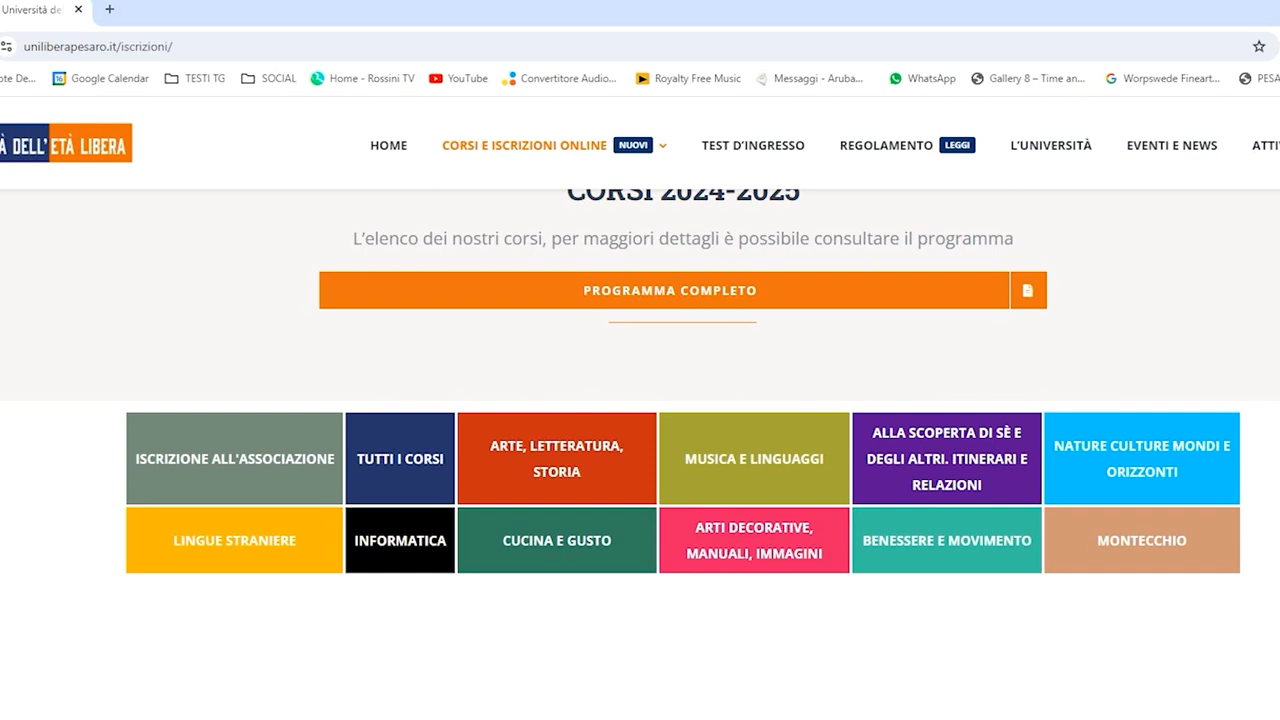 Università de
uniliberapesaro.it/iscrizioni/
ote De...
Google Calendar
TESTI TG
SOCIAL
Home - Rossini TV
YouTube
Convertitore Audio...
Royalty Free Music
Messaggi - Aruba...
WhatsApp
Gallery 8 – Time an...
Worpswede Fineart...
PESA
À DELL'ETÀ LIBERA
HOME
CORSI E ISCRIZIONI ONLINE NUOVI
TEST D'INGRESSO
REGOLAMENTO LEGGI
L'UNIVERSITÀ
EVENTI E NEWS
ATTI
CORSI 2024-2025
L'elenco dei nostri corsi, per maggiori dettagli è possibile consultare il programma
PROGRAMMA COMPLETO
ISCRIZIONE ALL'ASSOCIAZIONE
TUTTI I CORSI
ARTE, LETTERATURA,
STORIA
MUSICA E LINGUAGGI
ALLA SCOPERTA DI SÈ E
DEGLI ALTRI. ITINERARI E
RELAZIONI
NATURE CULTURE MONDI E
ORIZZONTI
LINGUE STRANIERE
INFORMATICA
CUCINA E GUSTO
ARTI DECORATIVE,
MANUALI, IMMAGINI
BENESSERE E MOVIMENTO
MONTECCHIO